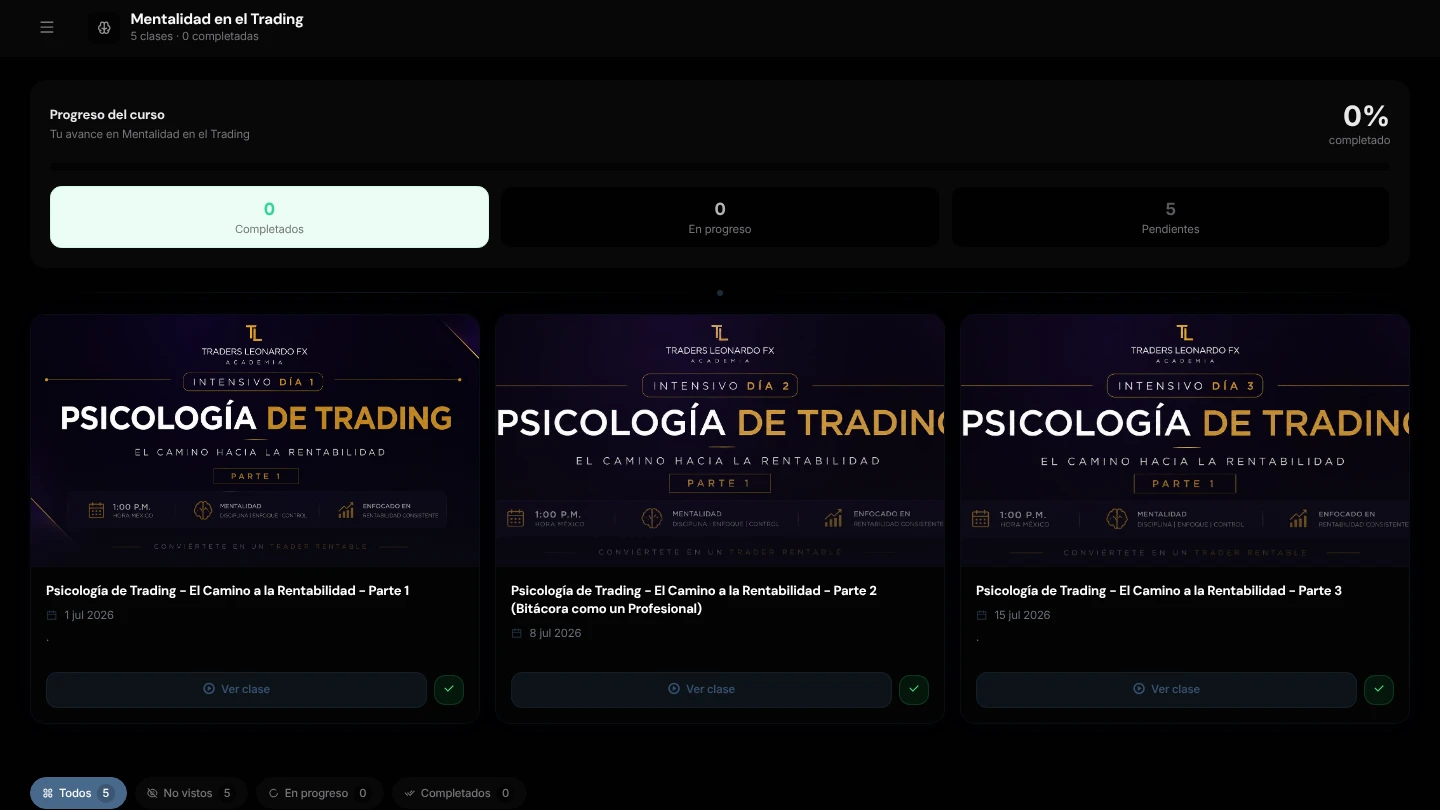 Mentalidad en el Trading
5 clases · 0 completadas
Progreso del curso
Tu avance en Mentalidad en el Trading
0%
completado
0
Completados
0
En progreso
5
Pendientes
TL
TRADERS LEONARDO FX
ACADEMIA
INTENSIVO DÍA 1
PSICOLOGÍA DE TRADING
EL CAMINO HACIA LA RENTABILIDAD
PARTE 1
1:00 P.M.
HORA MÉXICO
MENTALIDAD
DISCIPLINA | ENFOQUE | CONTROL
ENFOCADO EN
RENTABILIDAD CONSISTENTE
CONVIÉRTETE EN UN TRADER RENTABLE
Psicología de Trading - El Camino a la Rentabilidad - Parte 1
1 jul 2026
.
Ver clase
TL
TRADERS LEONARDO FX
ACADEMIA
INTENSIVO DÍA 2
PSICOLOGÍA DE TRADING
EL CAMINO HACIA LA RENTABILIDAD
PARTE 1
1:00 P.M.
HORA MÉXICO
MENTALIDAD
DISCIPLINA | ENFOQUE | CONTROL
ENFOCADO EN
RENTABILIDAD CONSISTENTE
CONVIÉRTETE EN UN TRADER RENTABLE
Psicología de Trading - El Camino a la Rentabilidad - Parte 2
(Bitácora como un Profesional)
8 jul 2026
Ver clase
TL
TRADERS LEONARDO FX
ACADEMIA
INTENSIVO DÍA 3
PSICOLOGÍA DE TRADING
EL CAMINO HACIA LA RENTABILIDAD
PARTE 1
1:00 P.M.
HORA MÉXICO
MENTALIDAD
DISCIPLINA | ENFOQUE | CONTROL
ENFOCADO EN
RENTABILIDAD CONSISTENTE
CONVIÉRTETE EN UN TRADER RENTABLE
Psicología de Trading - El Camino a la Rentabilidad - Parte 3
15 jul 2026
.
Ver clase
Todos 5
No vistos 5
En progreso 0
Completados 0